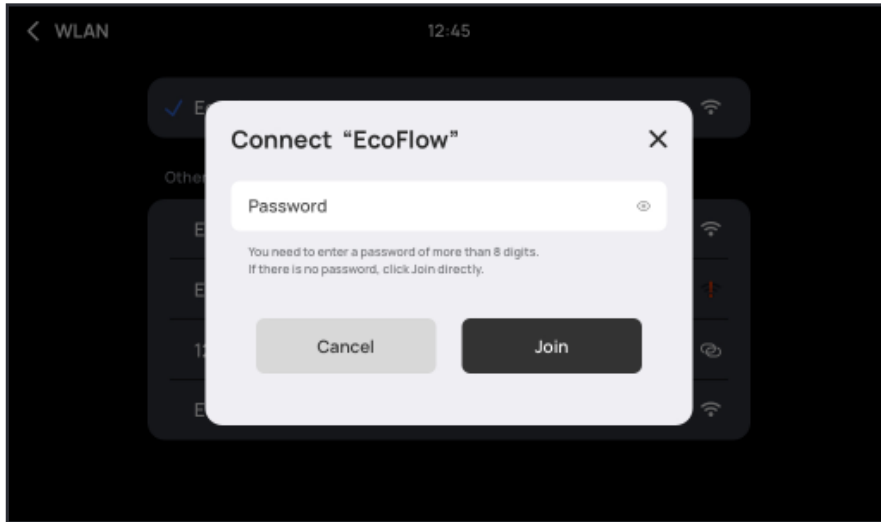 WLAN
12:45
Connect “EcoFlow”
Password
You need to enter a password of more than 8 digits.
If there is no password, click Join directly.
Cancel
Join